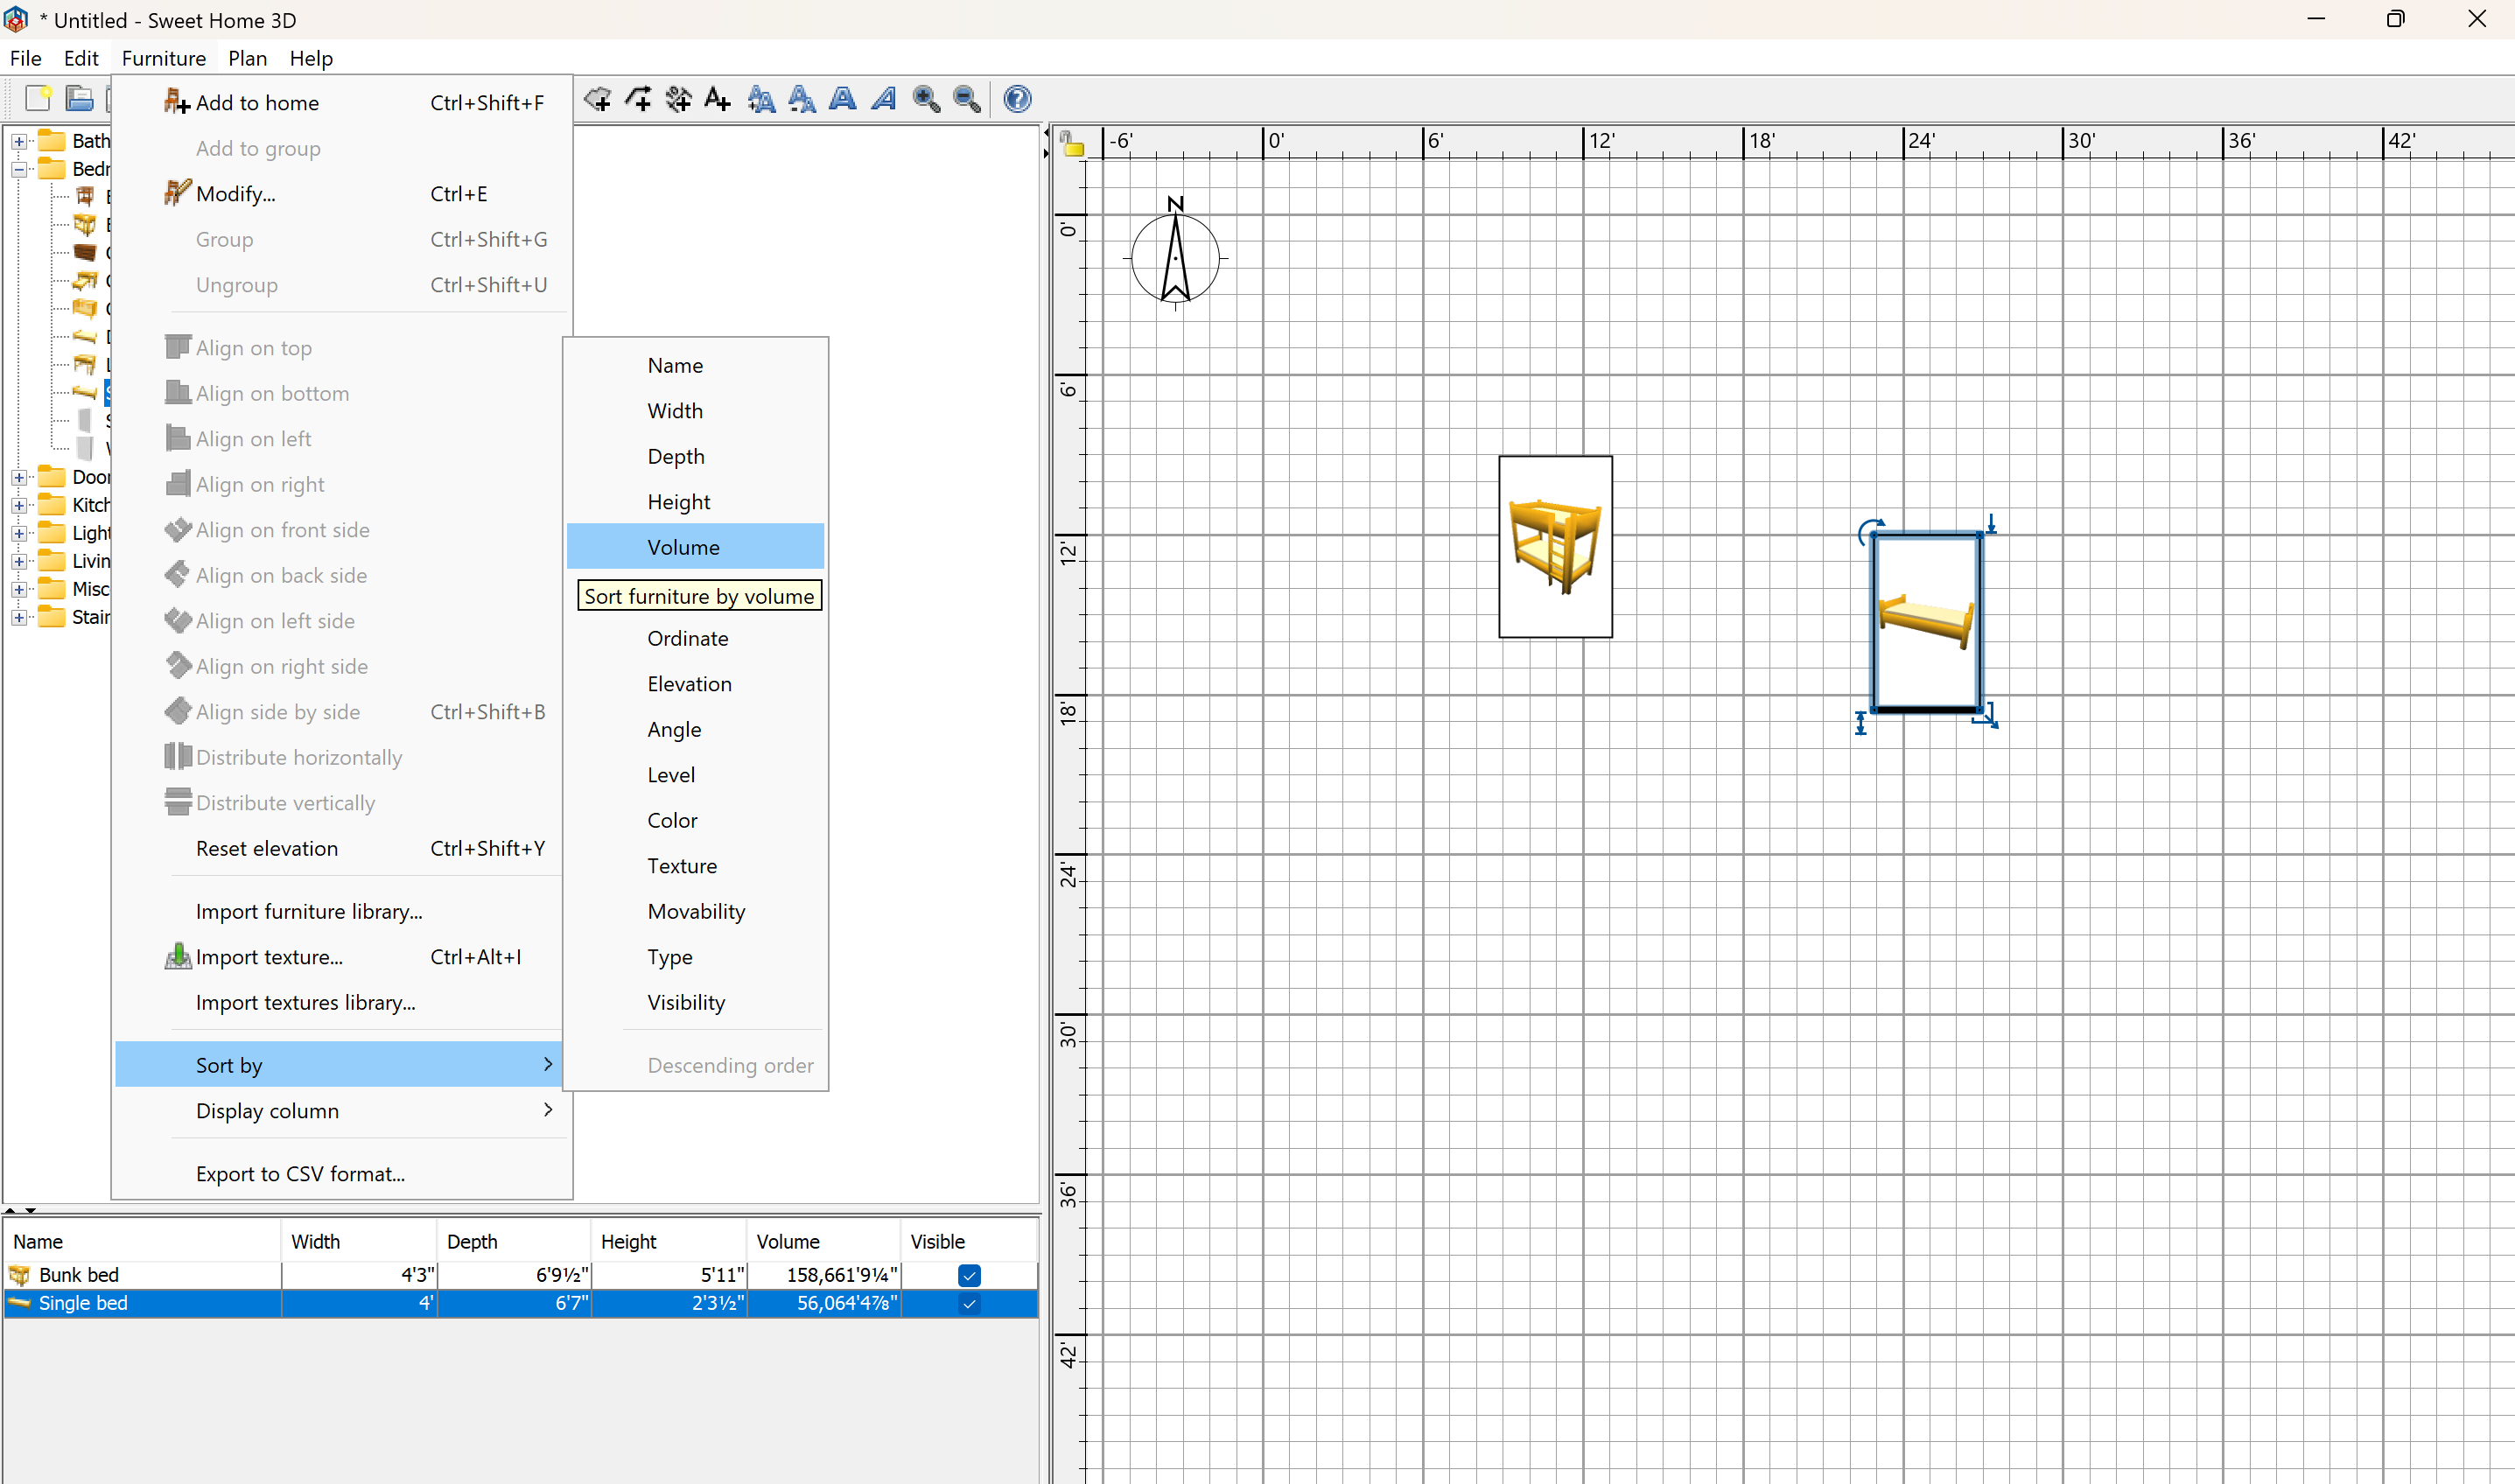 * Untitled - Sweet Home 3D
File Edit Furniture Plan Help
Add to home Ctrl+Shift+F
Add to group
Modify... Ctrl+E
Group Ctrl+Shift+G
Ungroup Ctrl+Shift+U
Align on top
Align on bottom
Align on left
Align on right
Align on front side
Align on back side
Align on left side
Align on right side
Align side by side Ctrl+Shift+B
Distribute horizontally
Distribute vertically
Reset elevation Ctrl+Shift+Y
Import furniture library...
Import texture... Ctrl+Alt+I
Import textures library...
Sort by
Display column
Export to CSV format...
Name
Width
Depth
Height
Volume
Sort furniture by volume
Ordinate
Elevation
Angle
Level
Color
Texture
Movability
Type
Visibility
Descending order
-6' 0' 6' 12' 18' 24' 30' 36' 42'
N
0'
6'
12'
18'
24'
30'
36'
42'
Name Width Depth Height Volume Visible
Bunk bed 4'3" 6'9½" 5'11" 158,661'9¼"
Single bed 4' 6'7" 2'3½" 56,064'4⅞"